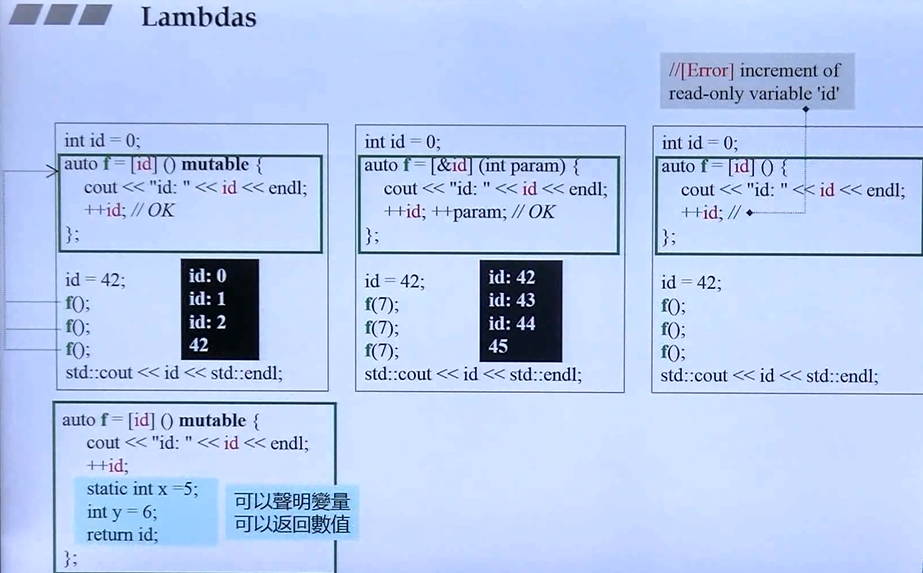 Lambdas
//[Error] increment of
read-only variable 'id'
int id = 0;
auto f = [id] () mutable {
cout << "id: " << id << endl;
++id; // OK
};
id = 42;
f();
f();
f();
std::cout << id << std::endl;
id: 0
id: 1
id: 2
42
int id = 0;
auto f = [&id] (int param) {
cout << "id: " << id << endl;
++id; ++param; // OK
};
id = 42;
f(7);
f(7);
f(7);
std::cout << id << std::endl;
id: 42
id: 43
id: 44
45
int id = 0;
auto f = [id] () {
cout << "id: " << id << endl;
++id; //
};
id = 42;
f();
f();
f();
std::cout << id << std::endl;
auto f = [id] () mutable {
cout << "id: " << id << endl;
++id;
static int x =5;
int y = 6;
return id;
};
可以聲明變量
可以返回數值